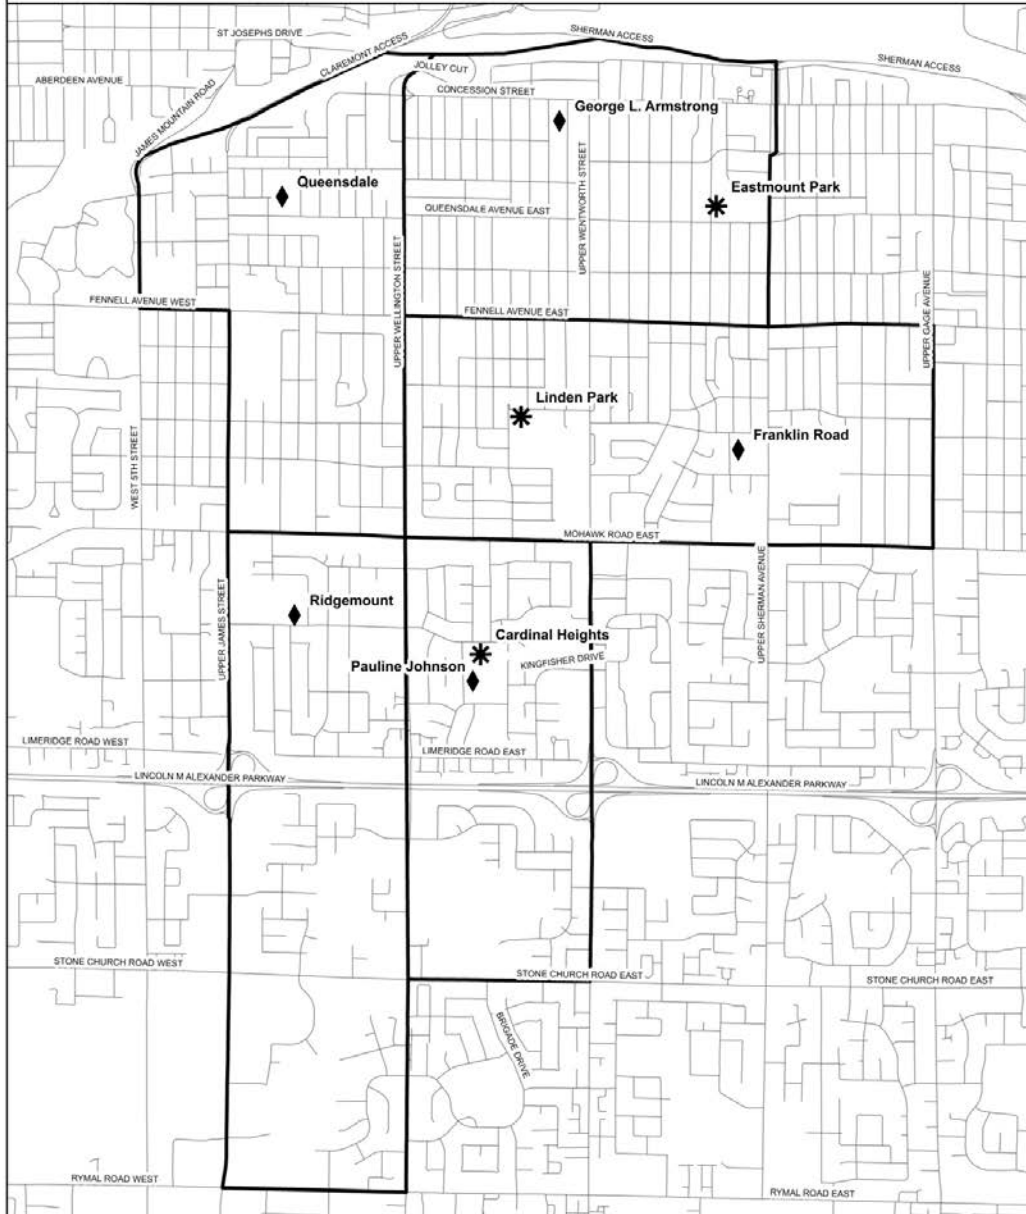 ST JOSEPHS DRIVE
SHERMAN ACCESS
CLAREMONT ACCESS
SHERMAN ACCESS
JOLLEY CUT
ABERDEEN AVENUE
CONCESSION STREET
George L. Armstrong
JAMES MOUNTAIN ROAD
Queensdale
Eastmount Park
UPPER WENTWORTH STREET
QUEENSDALE AVENUE EAST
UPPER WELLINGTON STREET
FENNELL AVENUE WEST
FENNELL AVENUE EAST
UPPER GAGE AVENUE
Linden Park
Franklin Road
WEST 5TH STREET
MOHAWK ROAD EAST
UPPER JAMES STREET
Ridgemount
UPPER SHERMAN AVENUE
Cardinal Heights
KINGFISHER DRIVE
Pauline Johnson
LIMERIDGE ROAD WEST
LIMERIDGE ROAD EAST
LINCOLN M ALEXANDER PARKWAY
LINCOLN M ALEXANDER PARKWAY
STONE CHURCH ROAD WEST
STONE CHURCH ROAD EAST
STONE CHURCH ROAD EAST
BRIGADE DRIVE
RYMAL ROAD WEST
RYMAL ROAD EAST